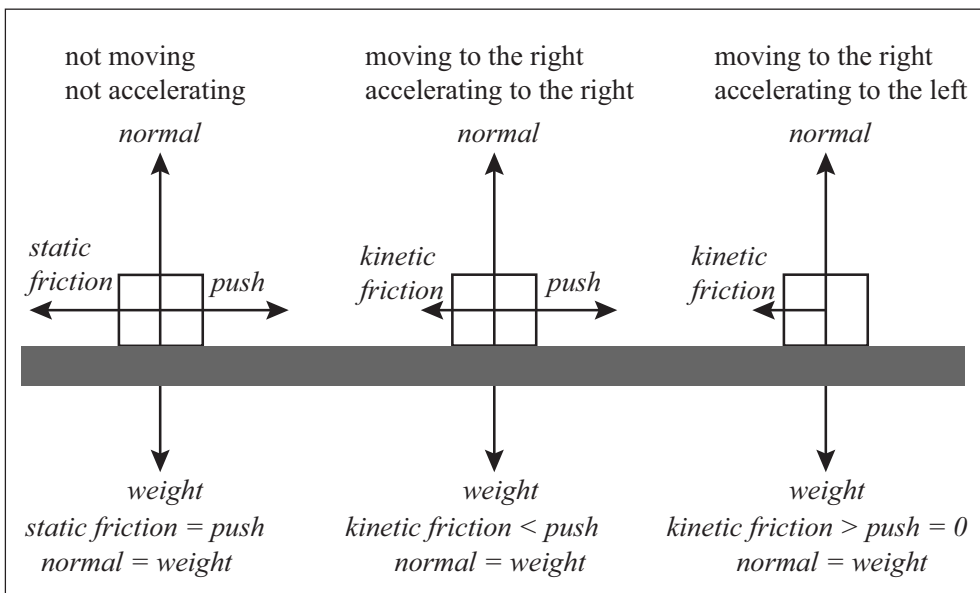 not moving
not accelerating
normal
static
friction
push
weight
static friction = push
normal = weight
moving to the right
accelerating to the right
normal
kinetic
friction
push
weight
kinetic friction < push
normal = weight
moving to the right
accelerating to the left
normal
kinetic
friction
weight
kinetic friction > push = 0
normal = weight